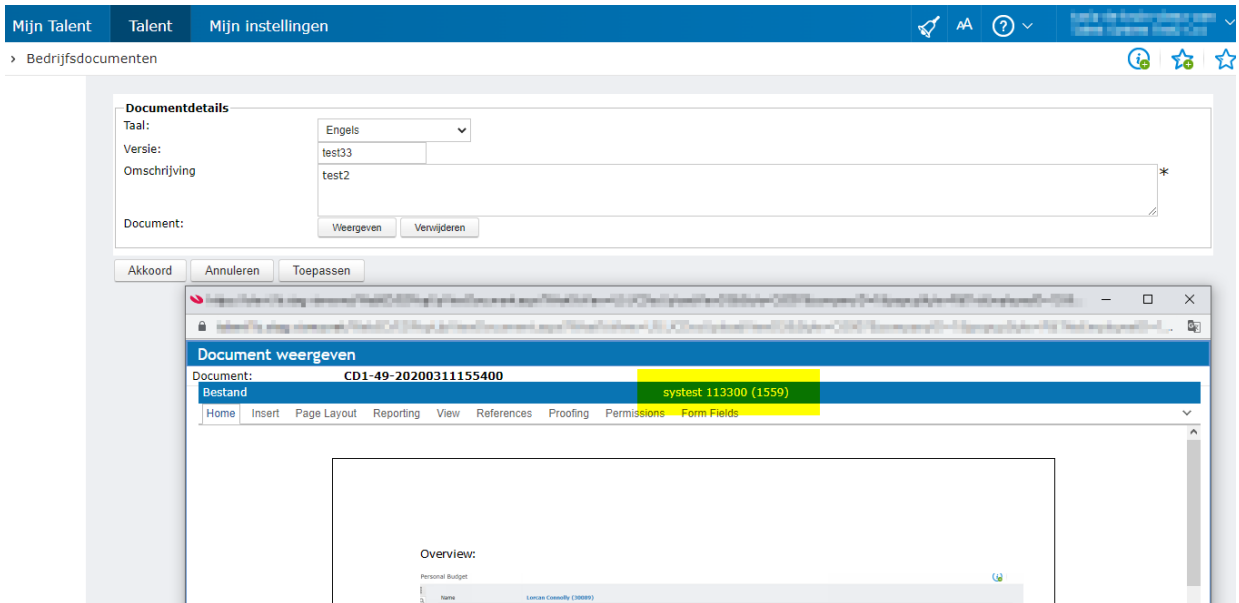 Mijn Talent Talent Mijn instellingen AA ?
› Bedrijfsdocumenten
Documentdetails
Taal: Engels
Versie: test33
Omschrijving test2 *
Document: Weergeven Verwijderen
Akkoord Annuleren Toepassen
Document weergeven
Document: CD1-49-20200311155400
Bestand systest 113300 (1559)
Home Insert Page Layout Reporting View References Proofing Permissions Form Fields
Overview:
Personal Budget
Name Lorcan Connolly (30089)